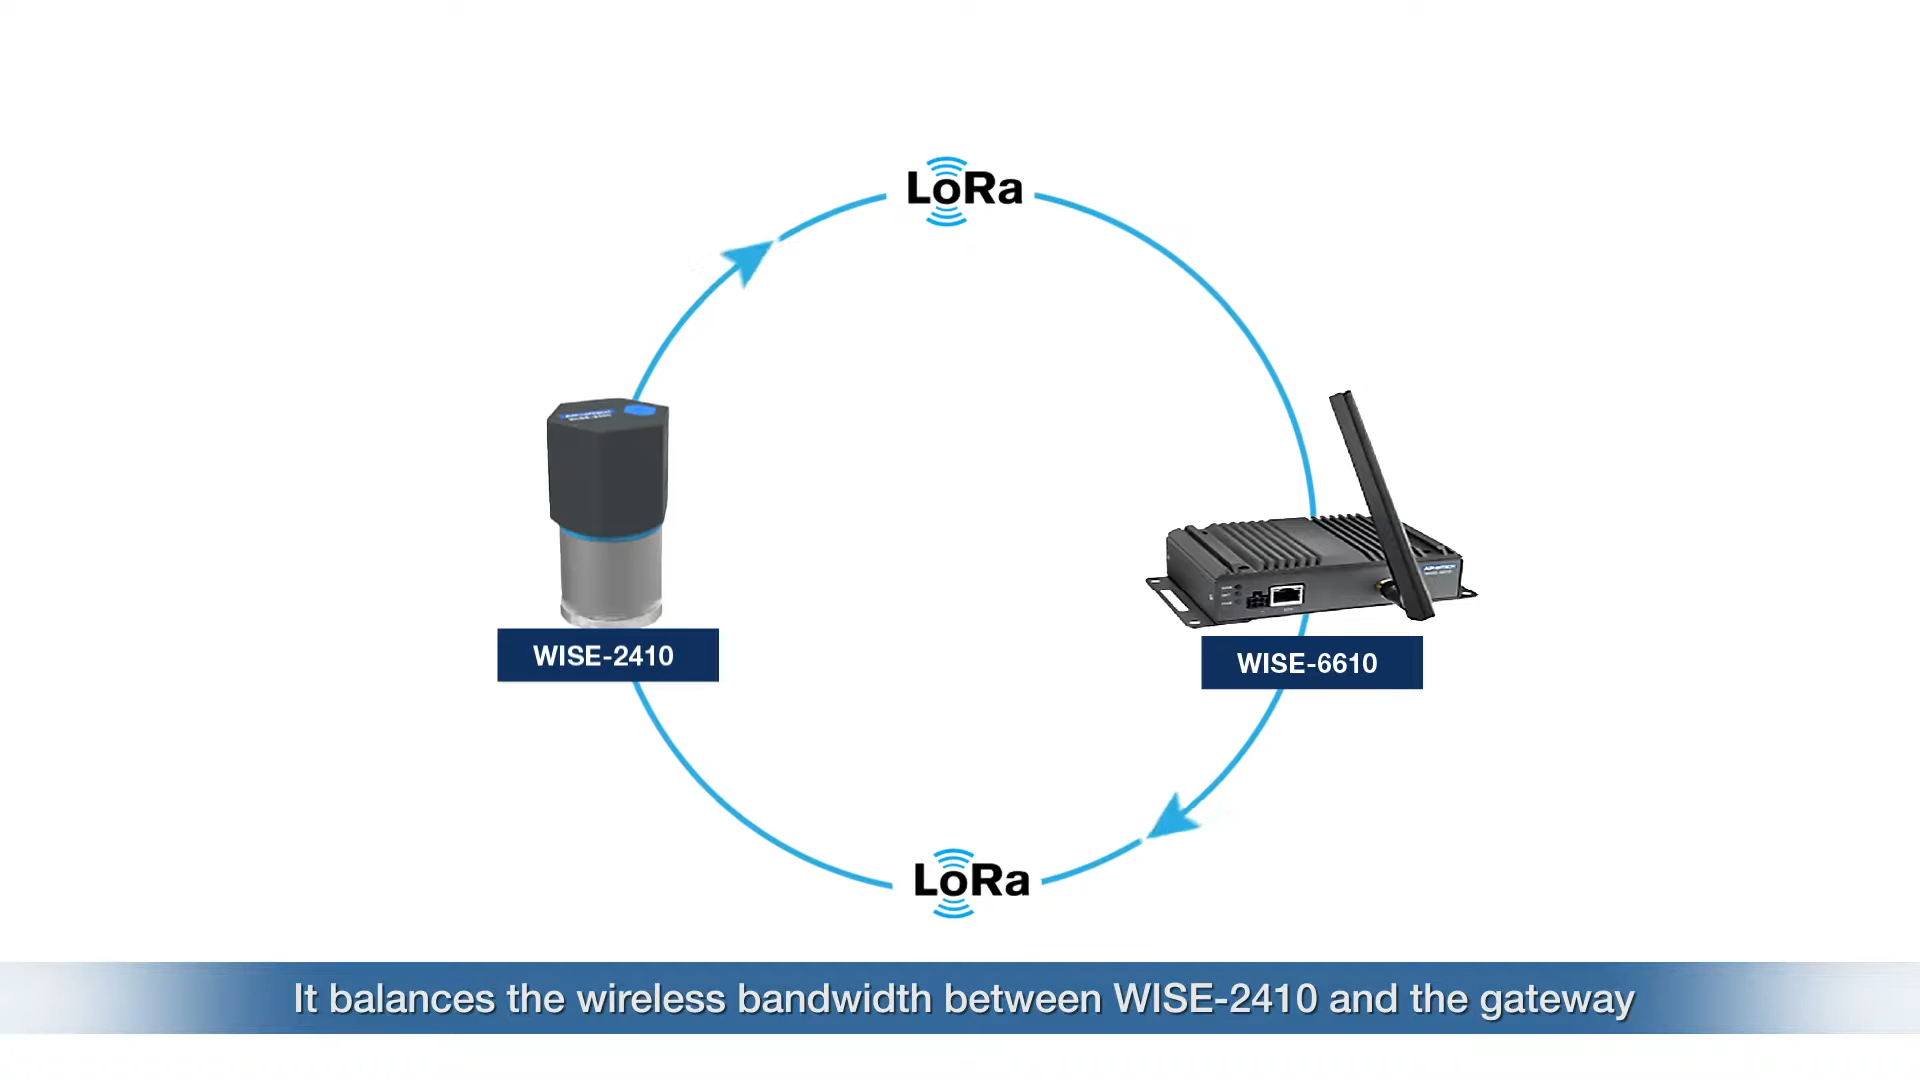 LoRa
WISE-2410
WISE-6610
LoRa
It balances the wireless bandwidth between WISE-2410 and the gateway